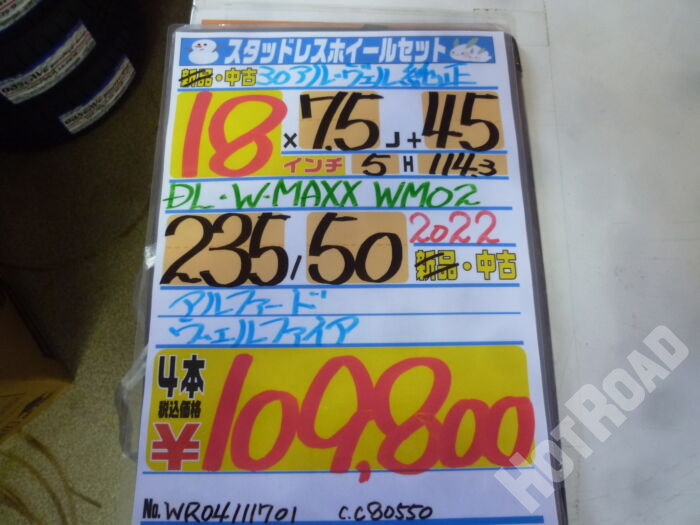 スタッドレスホイールセット
新品・中古 30アル・ヴェル純正
18 × 7.5 J + 45
インチ 5 H 114.3
DL・W-MAXX WM02
235/50 2022
新品・中古
アルファード
ヴェルファイア
4本
税込価格
¥109,800
No. WR04111701 C.C80550
HOT ROAD